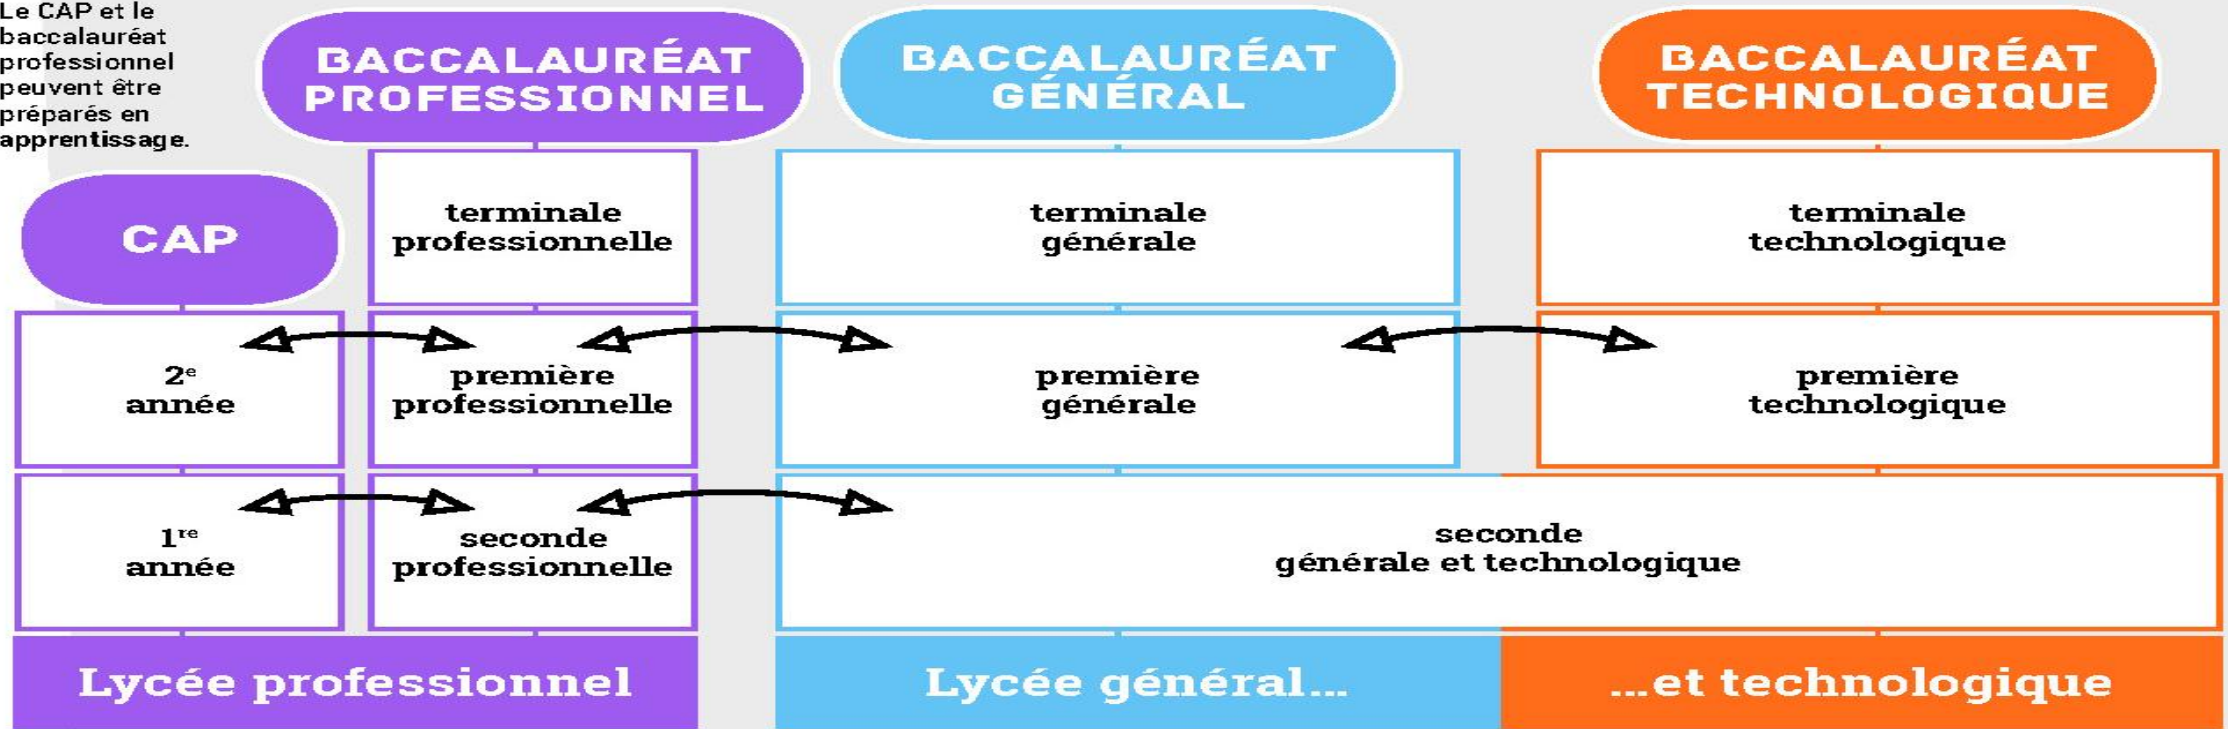 Le CAP et le
baccalauréat
professionnel
peuvent être
préparés en
apprentissage.
BACCALAURÉAT
PROFESSIONNEL
BACCALAURÉAT
GÉNÉRAL
BACCALAURÉAT
TECHNOLOGIQUE
CAP
terminale
professionnelle
terminale
générale
terminale
technologique
2e
année
première
professionnelle
première
générale
première
technologique
1re
année
seconde
professionnelle
seconde
générale et technologique
Lycée professionnel
Lycée général...
...et technologique